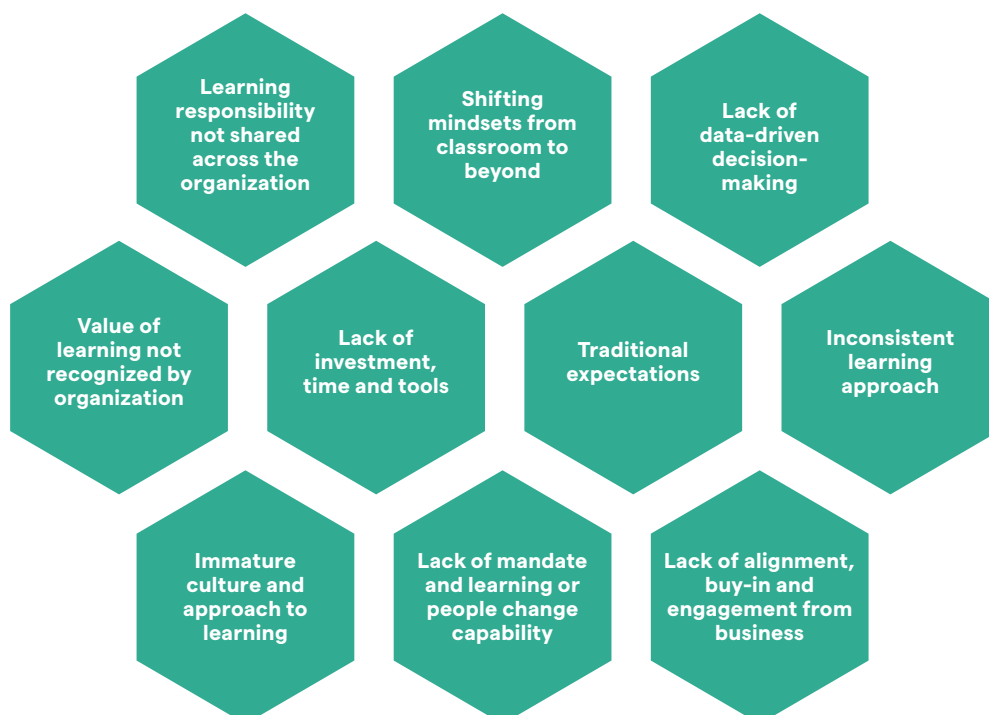 Learning
responsibility
not shared
across the
organization
Shifting
mindsets from
classroom to
beyond
Lack of
data-driven
decision-
making
Value of
learning not
recognized by
organization
Lack of
investment,
time and tools
Traditional
expectations
Inconsistent
learning
approach
Immature
culture and
approach to
learning
Lack of mandate
and learning or
people change
capability
Lack of alignment,
buy-in and
engagement from
business